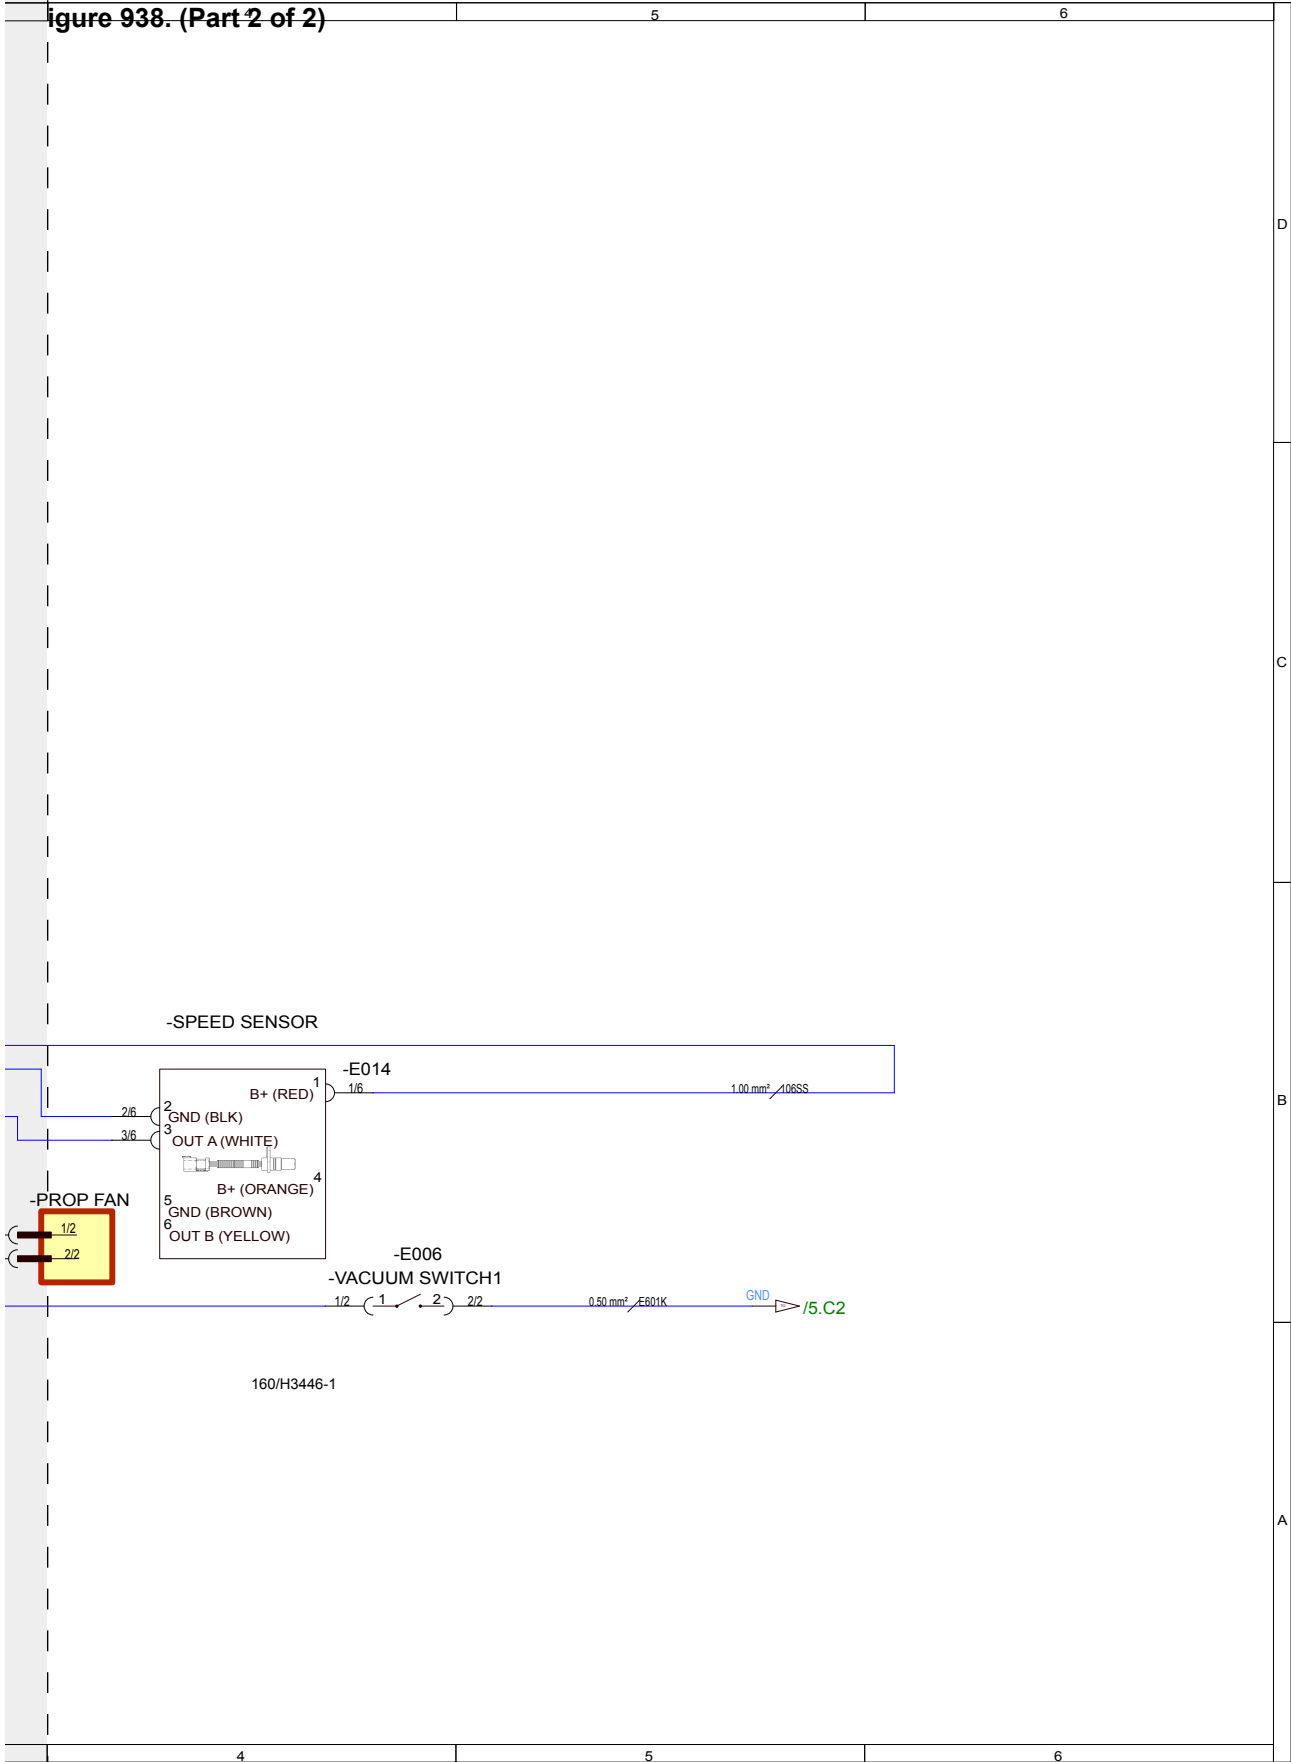 igure 938. (Part 2 of 2)
4
5
6
D
C
B
A
-SPEED SENSOR
-E014
1
B+ (RED)
1/6
1.00 mm²
106SS
2/6
2
GND (BLK)
3/6
3
OUT A (WHITE)
4
B+ (ORANGE)
5
GND (BROWN)
6
OUT B (YELLOW)
-PROP FAN
1/2
2/2
-E006
-VACUUM SWITCH1
1/2
1
2
2/2
0.50 mm²
E601K
GND
/5.C2
160/H3446-1
4
5
6